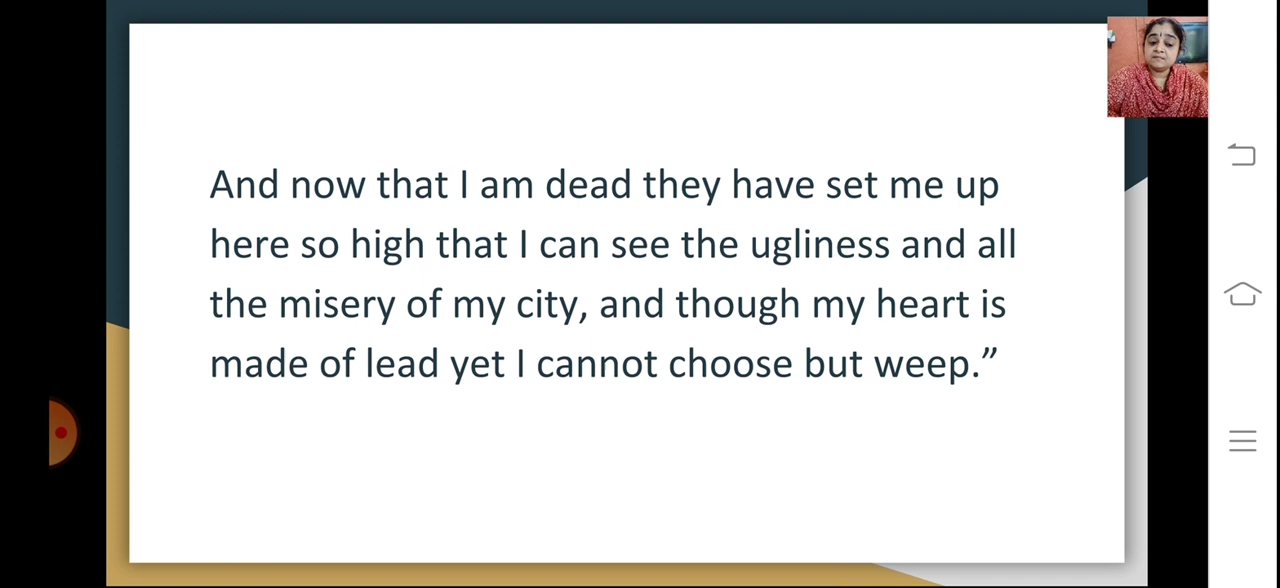 And now that I am dead they have set me up
here so high that I can see the ugliness and all
the misery of my city, and though my heart is
made of lead yet I cannot choose but weep.”